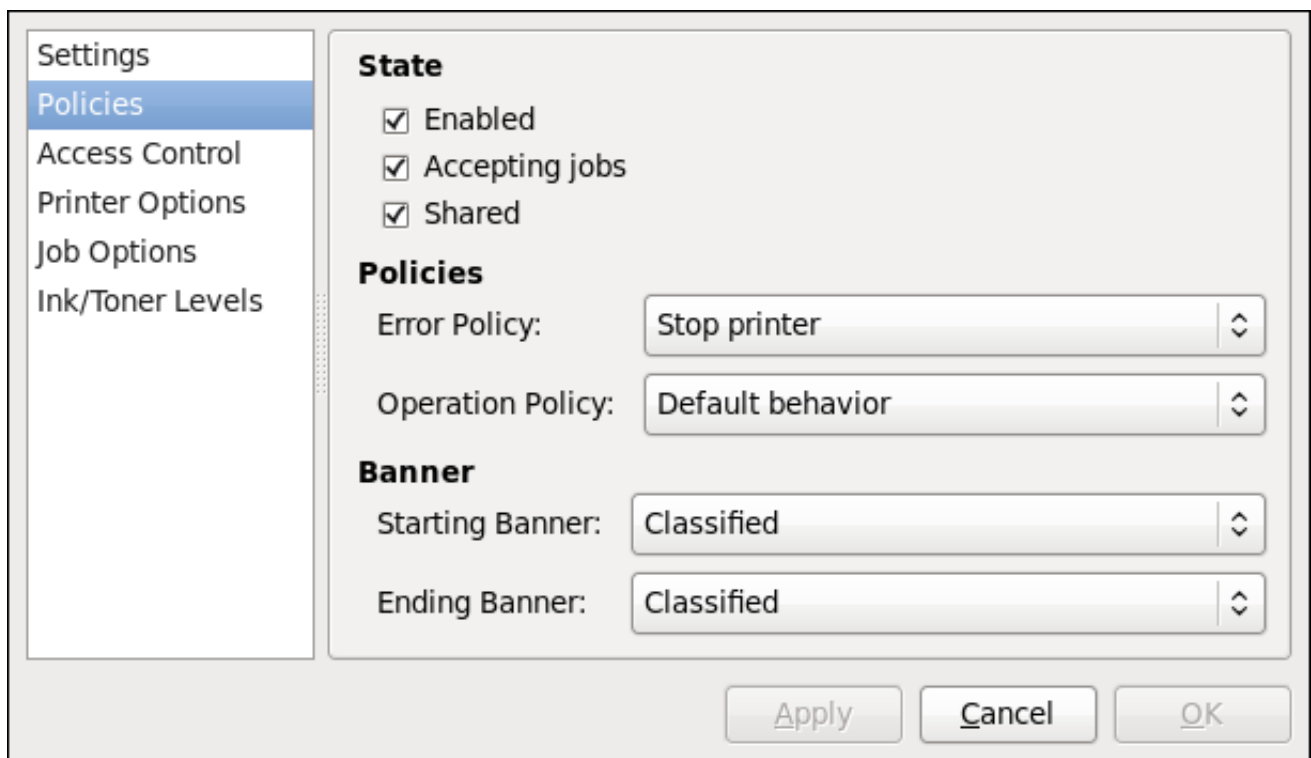 Settings
Policies
Access Control
Printer Options
Job Options
Ink/Toner Levels
State
Enabled
Accepting jobs
Shared
Policies
Error Policy: Stop printer
Operation Policy: Default behavior
Banner
Starting Banner: Classified
Ending Banner: Classified
Apply Cancel OK